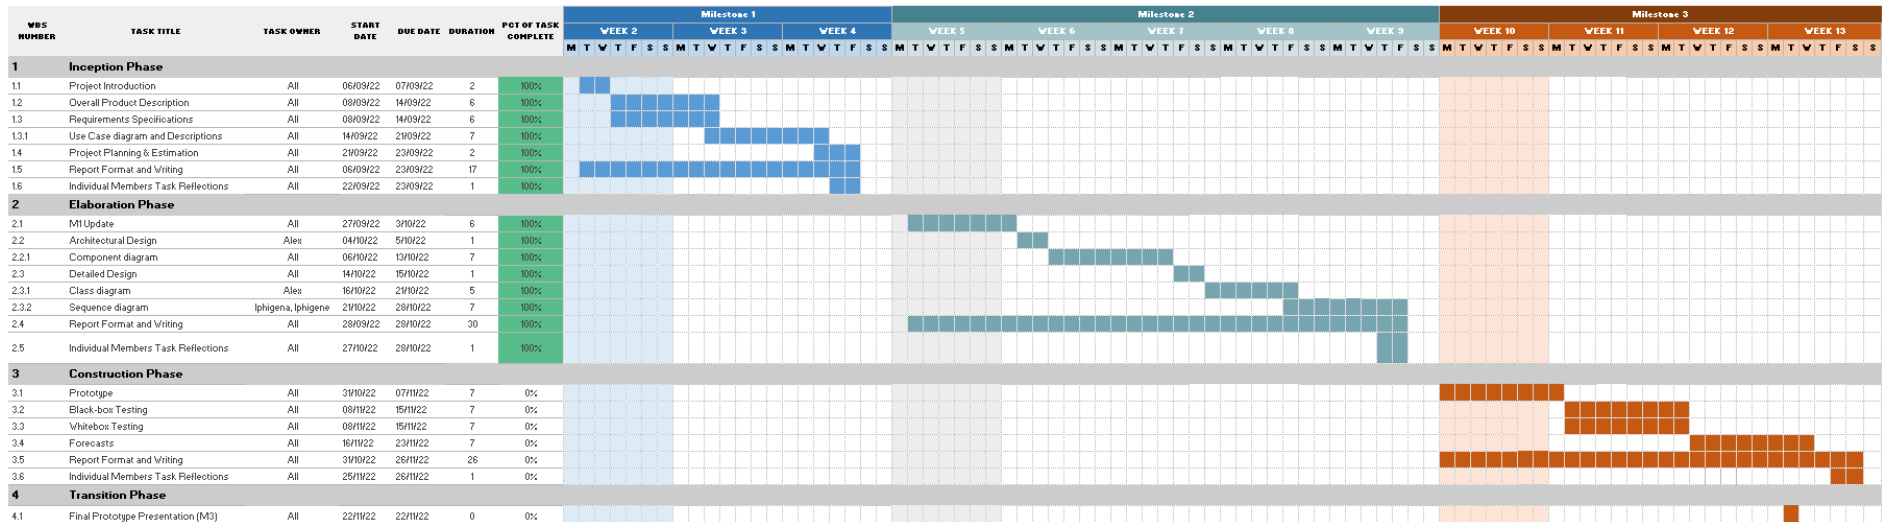 Milestone 1 Milestone 2 Milestone 3
WBS NUMBER TASK TITLE TASK OWNER START DATE DUE DATE DURATION PCT OF TASK COMPLETE WEEK 2 WEEK 3 WEEK 4 WEEK 5 WEEK 6 WEEK 7 WEEK 8 WEEK 9 WEEK 10 WEEK 11 WEEK 12 WEEK 13
M T W T F S S M T W T F S S M T W T F S S M T W T F S S M T W T F S S M T W T F S S M T W T F S S M T W T F S S M T W T F S S M T W T F S S M T W T F S S M T W T F S S
1 Inception Phase
1.1 Project Introduction All 06/09/22 07/09/22 2 100%
1.2 Overall Product Description All 08/09/22 14/09/22 6 100%
1.3 Requirements Specifications All 08/09/22 14/09/22 6 100%
1.3.1 Use Case diagram and Descriptions All 14/09/22 21/09/22 7 100%
1.4 Project Planning & Estimation All 21/09/22 23/09/22 2 100%
1.5 Report Format and Writing All 06/09/22 23/09/22 17 100%
1.6 Individual Members Task Reflections All 22/09/22 23/09/22 1 100%
2 Elaboration Phase
2.1 M1 Update All 27/09/22 3/10/22 6 100%
2.2 Architectural Design Alex 04/10/22 5/10/22 1 100%
2.2.1 Component diagram All 06/10/22 13/10/22 7 100%
2.3 Detailed Design All 14/10/22 15/10/22 1 100%
2.3.1 Class diagram Alex 16/10/22 21/10/22 5 100%
2.3.2 Sequence diagram Iphigena, Iphigene 21/10/22 28/10/22 7 100%
2.4 Report Format and Writing All 28/09/22 28/10/22 30 100%
2.5 Individual Members Task Reflections All 27/10/22 28/10/22 1 100%
3 Construction Phase
3.1 Prototype All 31/10/22 07/11/22 7 0%
3.2 Black-box Testing All 08/11/22 15/11/22 7 0%
3.3 Whitebox Testing All 08/11/22 15/11/22 7 0%
3.4 Forecasts All 16/11/22 23/11/22 7 0%
3.5 Report Format and Writing All 31/10/22 26/11/22 26 0%
3.6 Individual Members Task Reflections All 25/11/22 26/11/22 1 0%
4 Transition Phase
4.1 Final Prototype Presentation (M3) All 22/11/22 22/11/22 0 0%